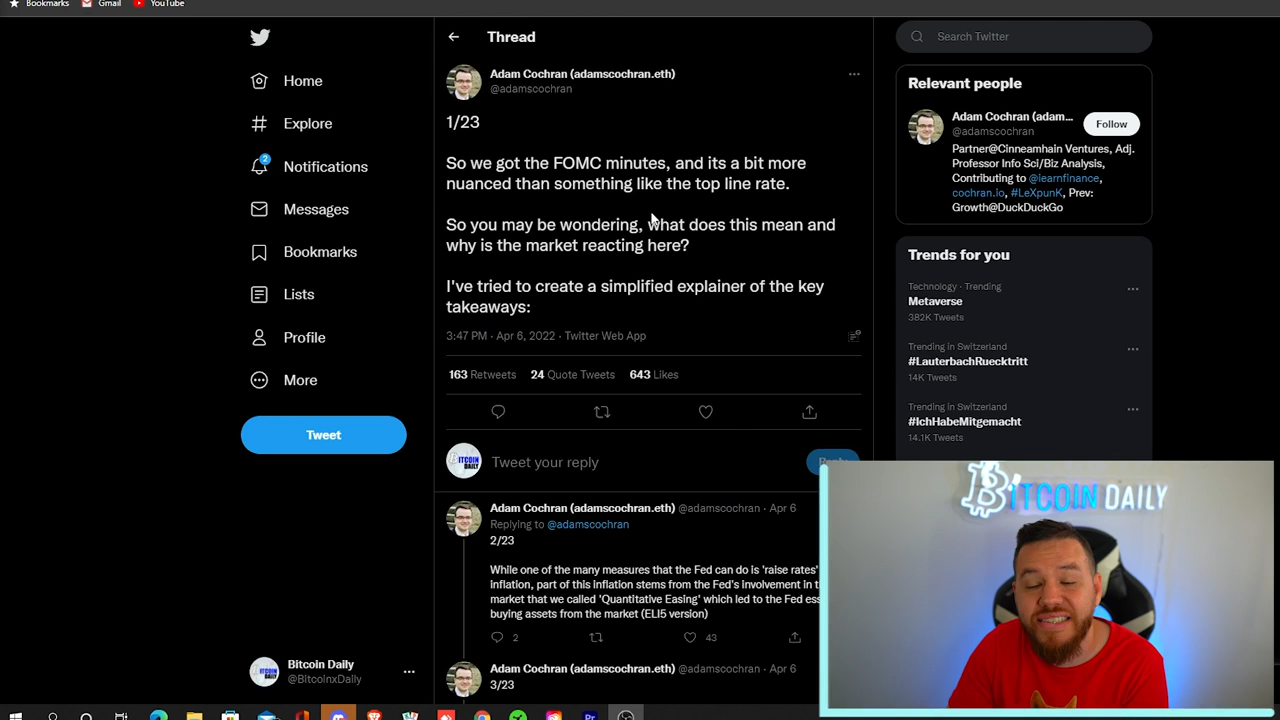 Bookmarks
Gmail
YouTube
Thread
Search Twitter
Home
Explore
2
Notifications
Messages
Bookmarks
Lists
Profile
More
Tweet
Bitcoin Daily
@BitcoinxDaily
Adam Cochran (adamscochran.eth)
@adamscochran
1/23
So we got the FOMC minutes, and its a bit more
nuanced than something like the top line rate.
So you may be wondering, what does this mean and
why is the market reacting here?
I've tried to create a simplified explainer of the key
takeaways:
3:47 PM · Apr 6, 2022 · Twitter Web App
163 Retweets 24 Quote Tweets 643 Likes
BITCOIN
DAILY
Tweet your reply
Reply
Adam Cochran (adamscochran.eth) @adamscochran · Apr 6
Replying to @adamscochran
2/23
While one of the many measures that the Fed can do is 'raise rates'
inflation, part of this inflation stems from the Fed's involvement in
market that we called 'Quantitative Easing' which led to the Fed
buying assets from the market (ELI5 version)
2 43
Adam Cochran (adamscochran.eth) @adamscochran · Apr 6
3/23
Relevant people
Adam Cochran (adam...
@adamscochran
Follow
Partner@Cinneamhain Ventures, Adj.
Professor Info Sci/Biz Analysis,
Contributing to @learnfinance,
cochran.io, #LeXpunK, Prev:
Growth@DuckDuckGo
Trends for you
Technology · Trending
Metaverse
382K Tweets
Trending in Switzerland
#LauterbachRuecktritt
14K Tweets
Trending in Switzerland
#IchHabeMitgemacht
14.1K Tweets
BITCOIN DAILY